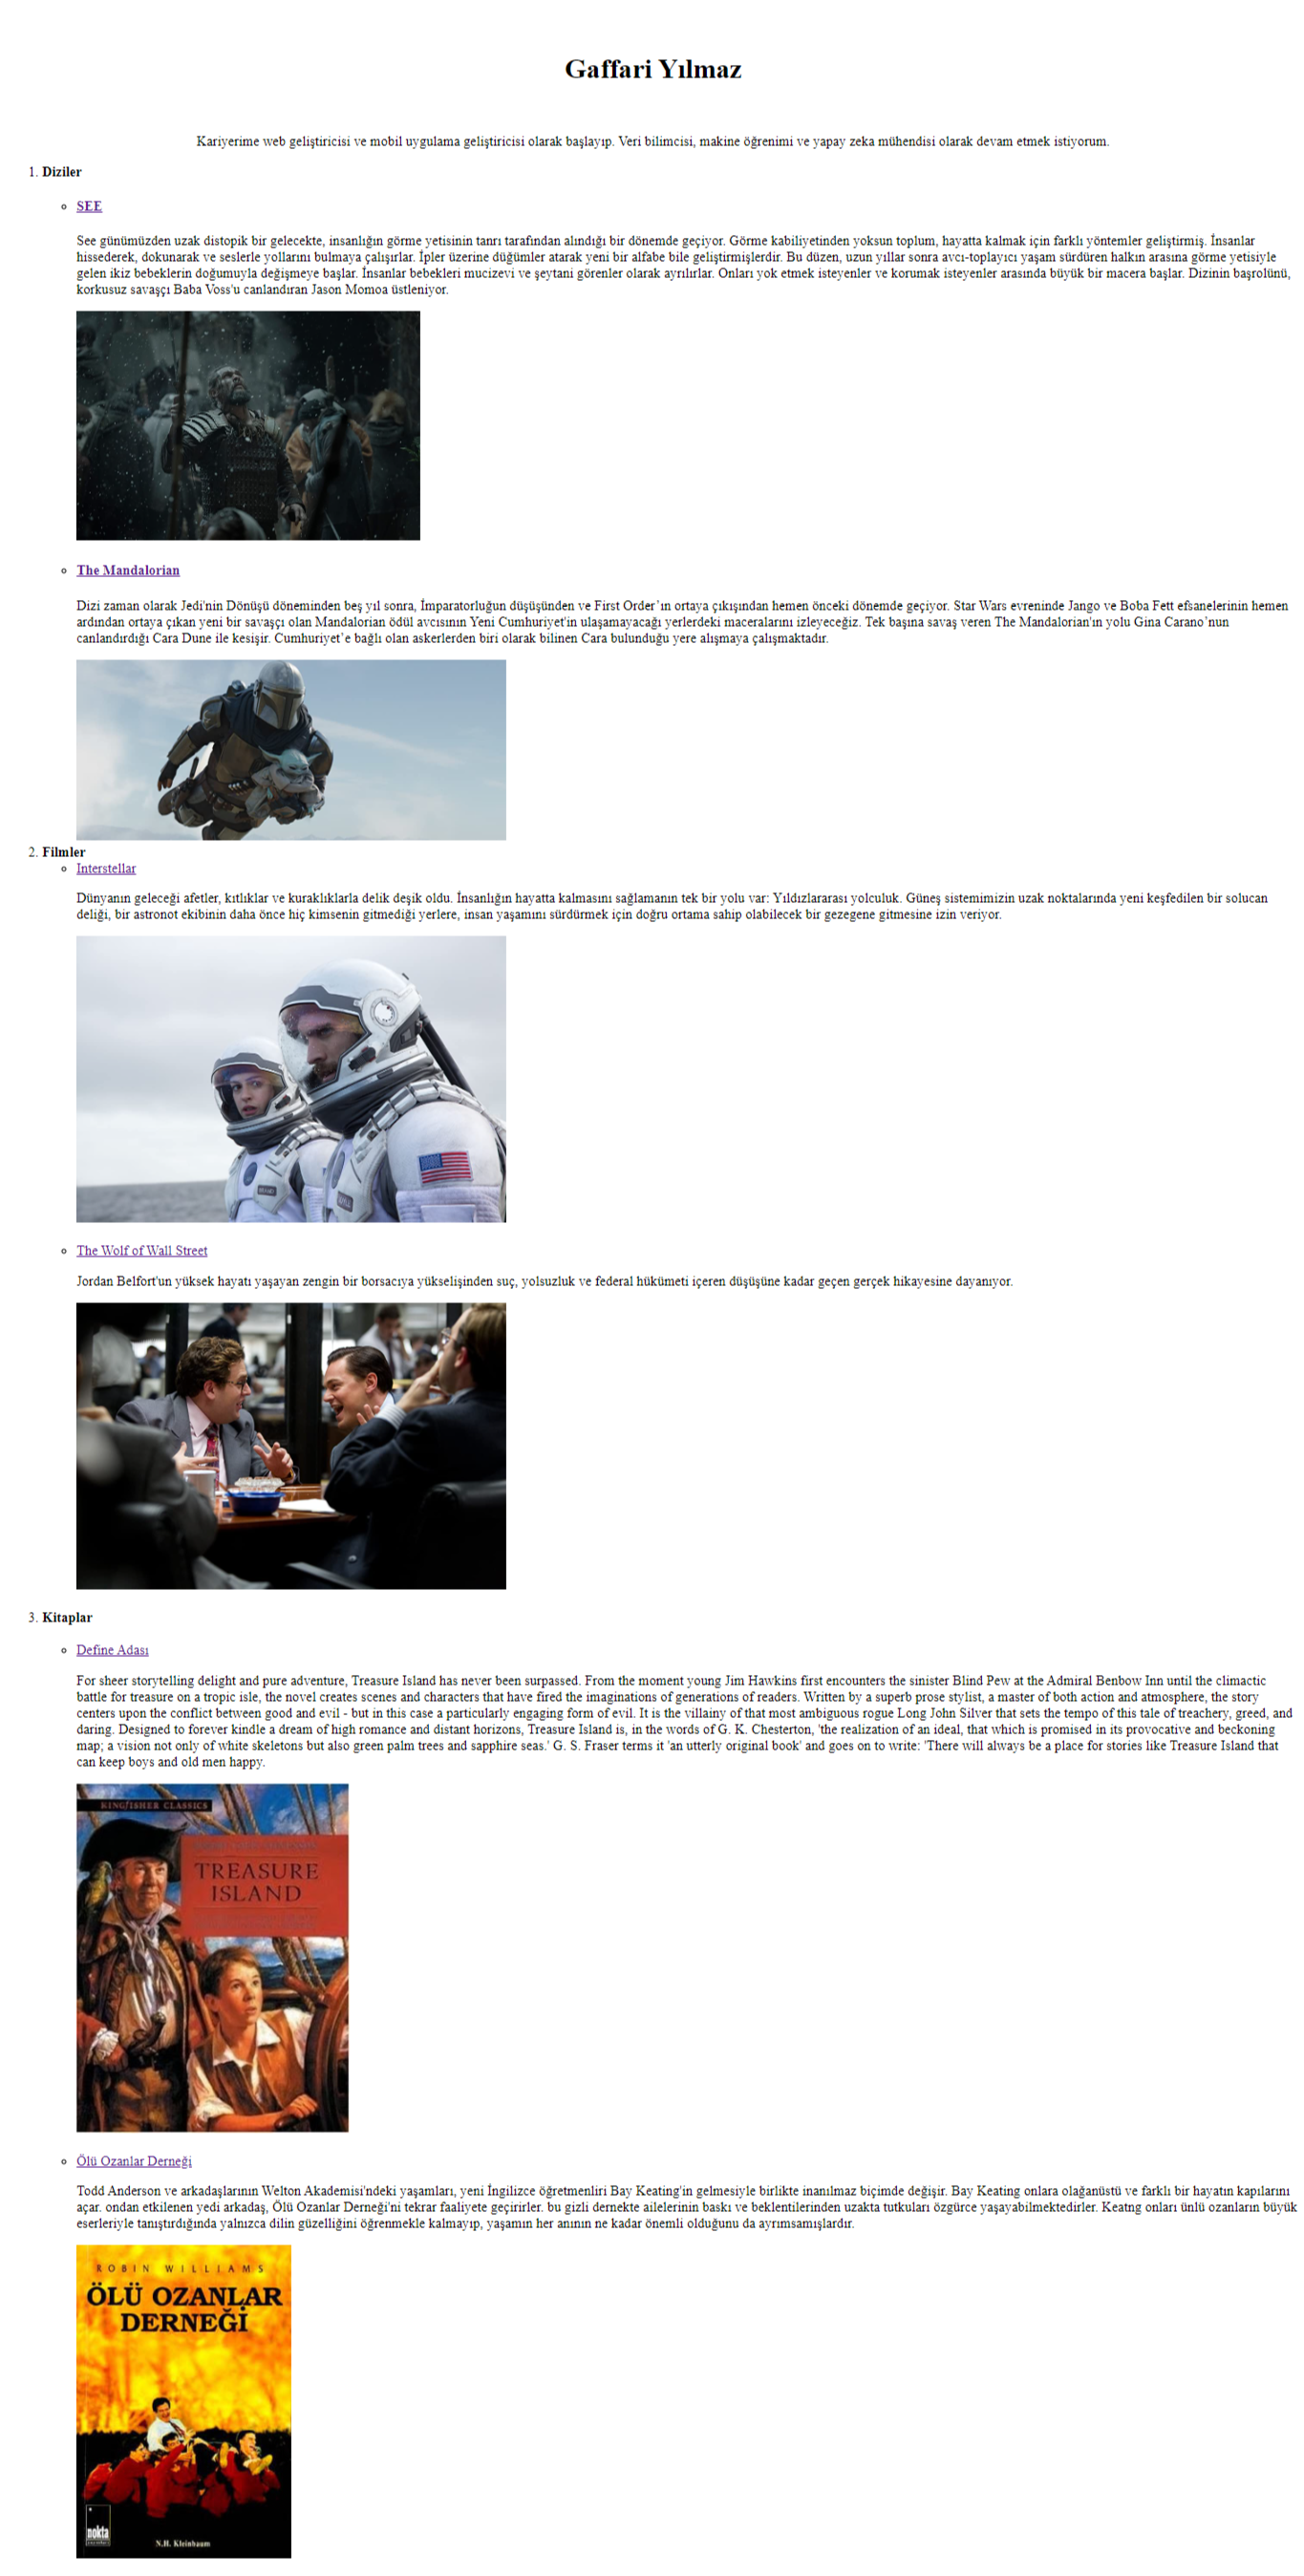 Gaffari Yılmaz
Kariyerime web geliştiricisi ve mobil uygulama geliştiricisi olarak başlayıp. Veri bilimcisi, makine öğrenimi ve yapay zeka mühendisi olarak devam etmek istiyorum.
1. Diziler
SEE
See günümüzden uzak distopik bir gelecekte, insanlığın görme yetisinin tanrı tarafından alındığı bir dönemde geçiyor. Görme kabiliyetinden yoksun toplum, hayatta kalmak için farklı yöntemler geliştirmiş. İnsanlar
hissederek, dokunarak ve seslerle yollarını bulmaya çalışırlar. İpler üzerine düğümler atarak yeni bir alfabe bile geliştirmişlerdir. Bu düzen, uzun yıllar sonra avcı-toplayıcı yaşam sürdüren halkın arasına görme yetisiyle
gelen ikiz bebeklerin doğumuyla değişmeye başlar. İnsanlar bebekleri mucizevi ve şeytani görenler olarak ayrılırlar. Onları yok etmek isteyenler ve korumak isteyenler arasında büyük bir macera başlar. Dizinin başrolünü,
korkusuz savaşçı Baba Voss'u canlandıran Jason Momoa üstleniyor.
The Mandalorian
Dizi zaman olarak Jedi'nin Dönüşü döneminden beş yıl sonra, İmparatorluğun düşüşünden ve First Order'ın ortaya çıkışından hemen önceki dönemde geçiyor. Star Wars evreninde Jango ve Boba Fett efsanelerinin hemen
ardından ortaya çıkan yeni bir savaşçı olan Mandalorian ödül avcısının Yeni Cumhuriyet'in ulaşamayacağı yerlerdeki maceralarını izleyeceğiz. Tek başına savaş veren The Mandalorian'ın yolu Gina Carano'nun
canlandırdığı Cara Dune ile kesişir. Cumhuriyet'e bağlı olan askerlerden biri olarak bilinen Cara bulunduğu yere alışmaya çalışmaktadır.
2. Filmler
Interstellar
Dünyanın geleceği afetler, kıtlıklar ve kuraklıklarla delik deşik oldu. İnsanlığın hayatta kalmasını sağlamanın tek bir yolu var: Yıldızlararası yolculuk. Güneş sistemimizin uzak noktalarında yeni keşfedilen bir solucan
deliği, bir astronot ekibinin daha önce hiç kimsenin gitmediği yerlere, insan yaşamını sürdürmek için doğru ortama sahip olabilecek bir gezegene gitmesine izin veriyor.
The Wolf of Wall Street
Jordan Belfort'un yüksek hayatı yaşayan zengin bir borsacıya yükselişinden suç, yolsuzluk ve federal hükümeti içeren düşüşüne kadar geçen gerçek hikayesine dayanıyor.
3. Kitaplar
Define Adası
For sheer storytelling delight and pure adventure, Treasure Island has never been surpassed. From the moment young Jim Hawkins first encounters the sinister Blind Pew at the Admiral Benbow Inn until the climactic
battle for treasure on a tropic isle, the novel creates scenes and characters that have fired the imaginations of generations of readers. Written by a superb prose stylist, a master of both action and atmosphere, the story
centers upon the conflict between good and evil - but in this case a particularly engaging form of evil. It is the villainy of that most ambiguous rogue Long John Silver that sets the tempo of this tale of treachery, greed, and
daring. Designed to forever kindle a dream of high romance and distant horizons, Treasure Island is, in the words of G. K. Chesterton, 'the realization of an ideal, that which is promised in its provocative and beckoning
map; a vision not only of white skeletons but also green palm trees and sapphire seas.' G. S. Fraser terms it 'an utterly original book' and goes on to write: 'There will always be a place for stories like Treasure Island that
can keep boys and old men happy.
KINGFISHER CLASSICS
TREASURE
ISLAND
Ölü Ozanlar Derneği
Todd Anderson ve arkadaşlarının Welton Akademisi'ndeki yaşamları, yeni İngilizce öğretmenliri Bay Keating'in gelmesiyle birlikte inanılmaz biçimde değişir. Bay Keating onlara olağanüstü ve farklı bir hayatın kapılarını
açar. ondan etkilenen yedi arkadaş, Ölü Ozanlar Derneği'ni tekrar faaliyete geçirirler. bu gizli dernekte ailelerinin baskı ve beklentilerinden uzakta tutkuları özgürce yaşayabilmektedirler. Keatng onları ünlü ozanların büyük
eserleriyle tanıştırdığında yalnızca dilin güzelliğini öğrenmekle kalmayıp, yaşamın her anının ne kadar önemli olduğunu da ayrımsamışlardır.
ROBIN WILLIAMS
ÖLÜ OZANLAR
DERNEĞİ
nokta
N.H. Kleinbaum